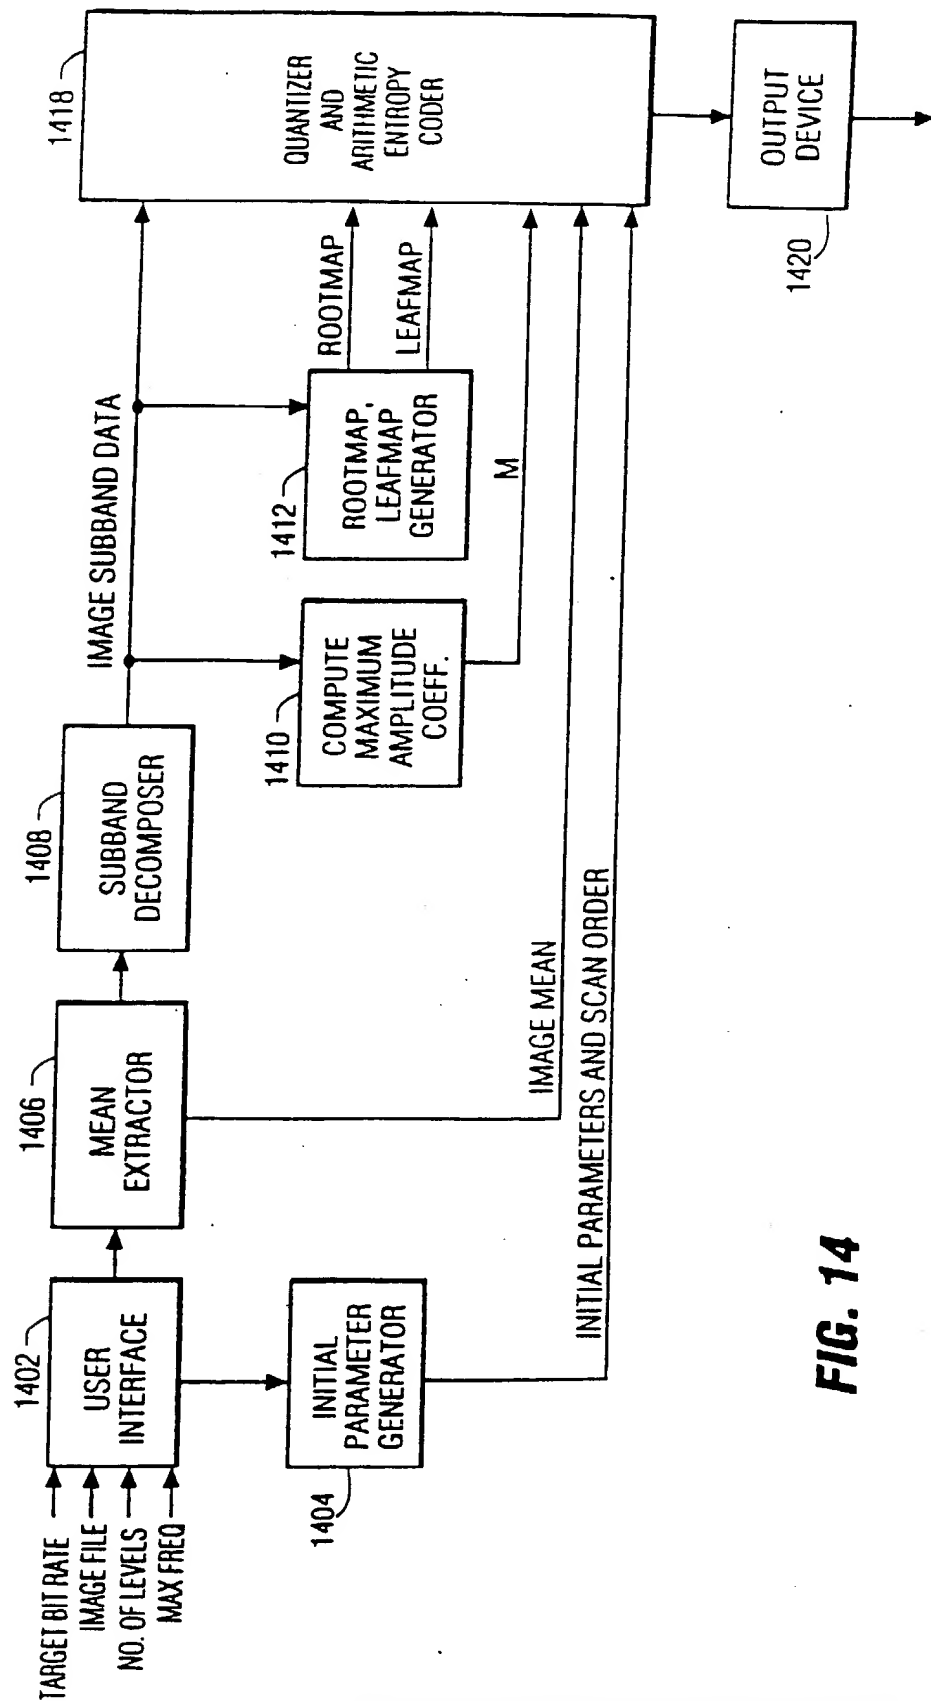 TARGET BIT RATE
IMAGE FILE
NO. OF LEVELS
MAX FREQ
1402
USER
INTERFACE
1404
INITIAL
PARAMETER
GENERATOR
1406
MEAN
EXTRACTOR
1408
SUBBAND
DECOMPOSER
IMAGE SUBBAND DATA
1410
COMPUTE
MAXIMUM
AMPLITUDE
COEFF.
1412
ROOTMAP,
LEAFMAP
GENERATOR
ROOTMAP
LEAFMAP
M
IMAGE MEAN
INITIAL PARAMETERS AND SCAN ORDER
1418
QUANTIZER
AND
ARITHMETIC
ENTROPY
CODER
1420
OUTPUT
DEVICE
FIG. 14